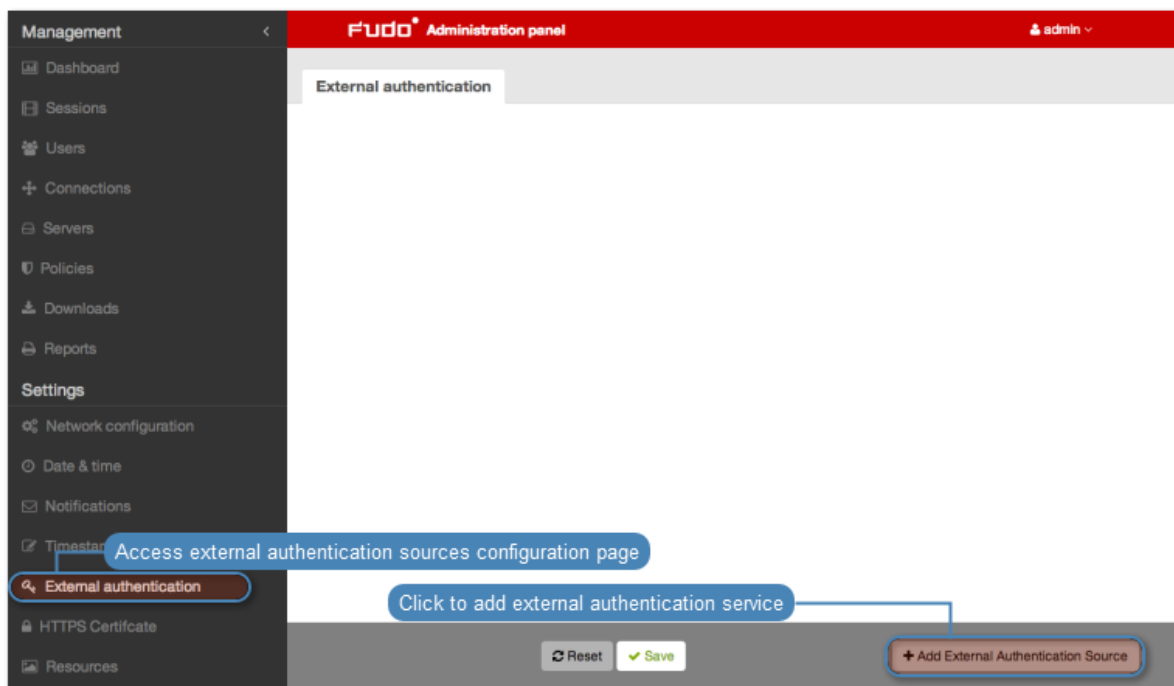 Management
FUDO Administration panel
admin
Dashboard
External authentication
Sessions
Users
Connections
Servers
Policies
Downloads
Reports
Settings
Network configuration
Date & time
Notifications
Access external authentication sources configuration page
External authentication
Click to add external authentication service
HTTPS Certifcate
Reset
Save
+ Add External Authentication Source
Resources